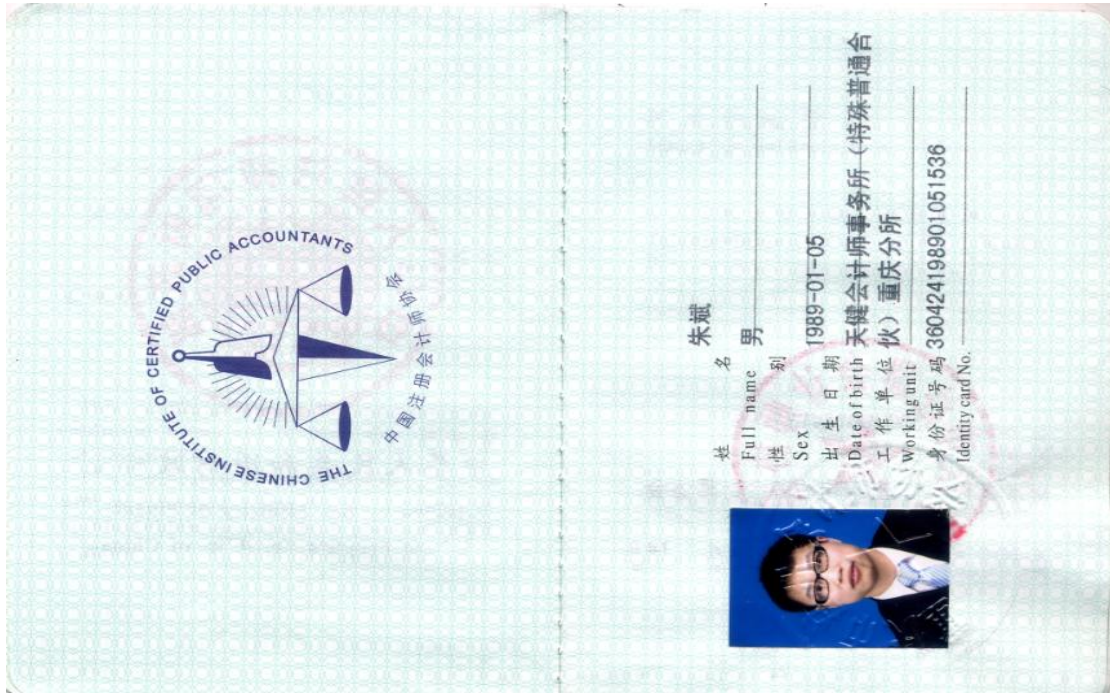 THE CHINESE INSTITUTE OF CERTIFIED PUBLIC ACCOUNTANTS
中国注册会计师协会
姓 名 朱斌
Full name
性 别 男
Sex
出生日期 1989-01-05
Date of birth
工作单位 天健会计师事务所（特殊普通合
伙）重庆分所
Working unit
身份证号码 360424198901051536
Identity card No.